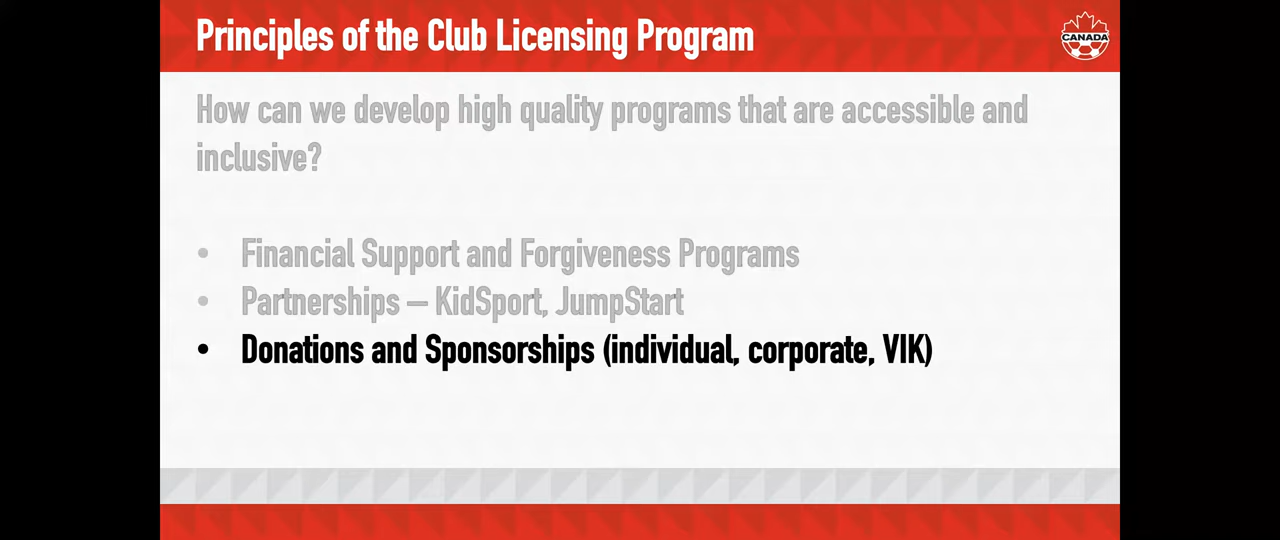 Principles of the Club Licensing Program
CANADA
How can we develop high quality programs that are accessible and
inclusive?
• Financial Support and Forgiveness Programs
• Partnerships – KidSport, JumpStart
• Donations and Sponsorships (individual, corporate, VIK)